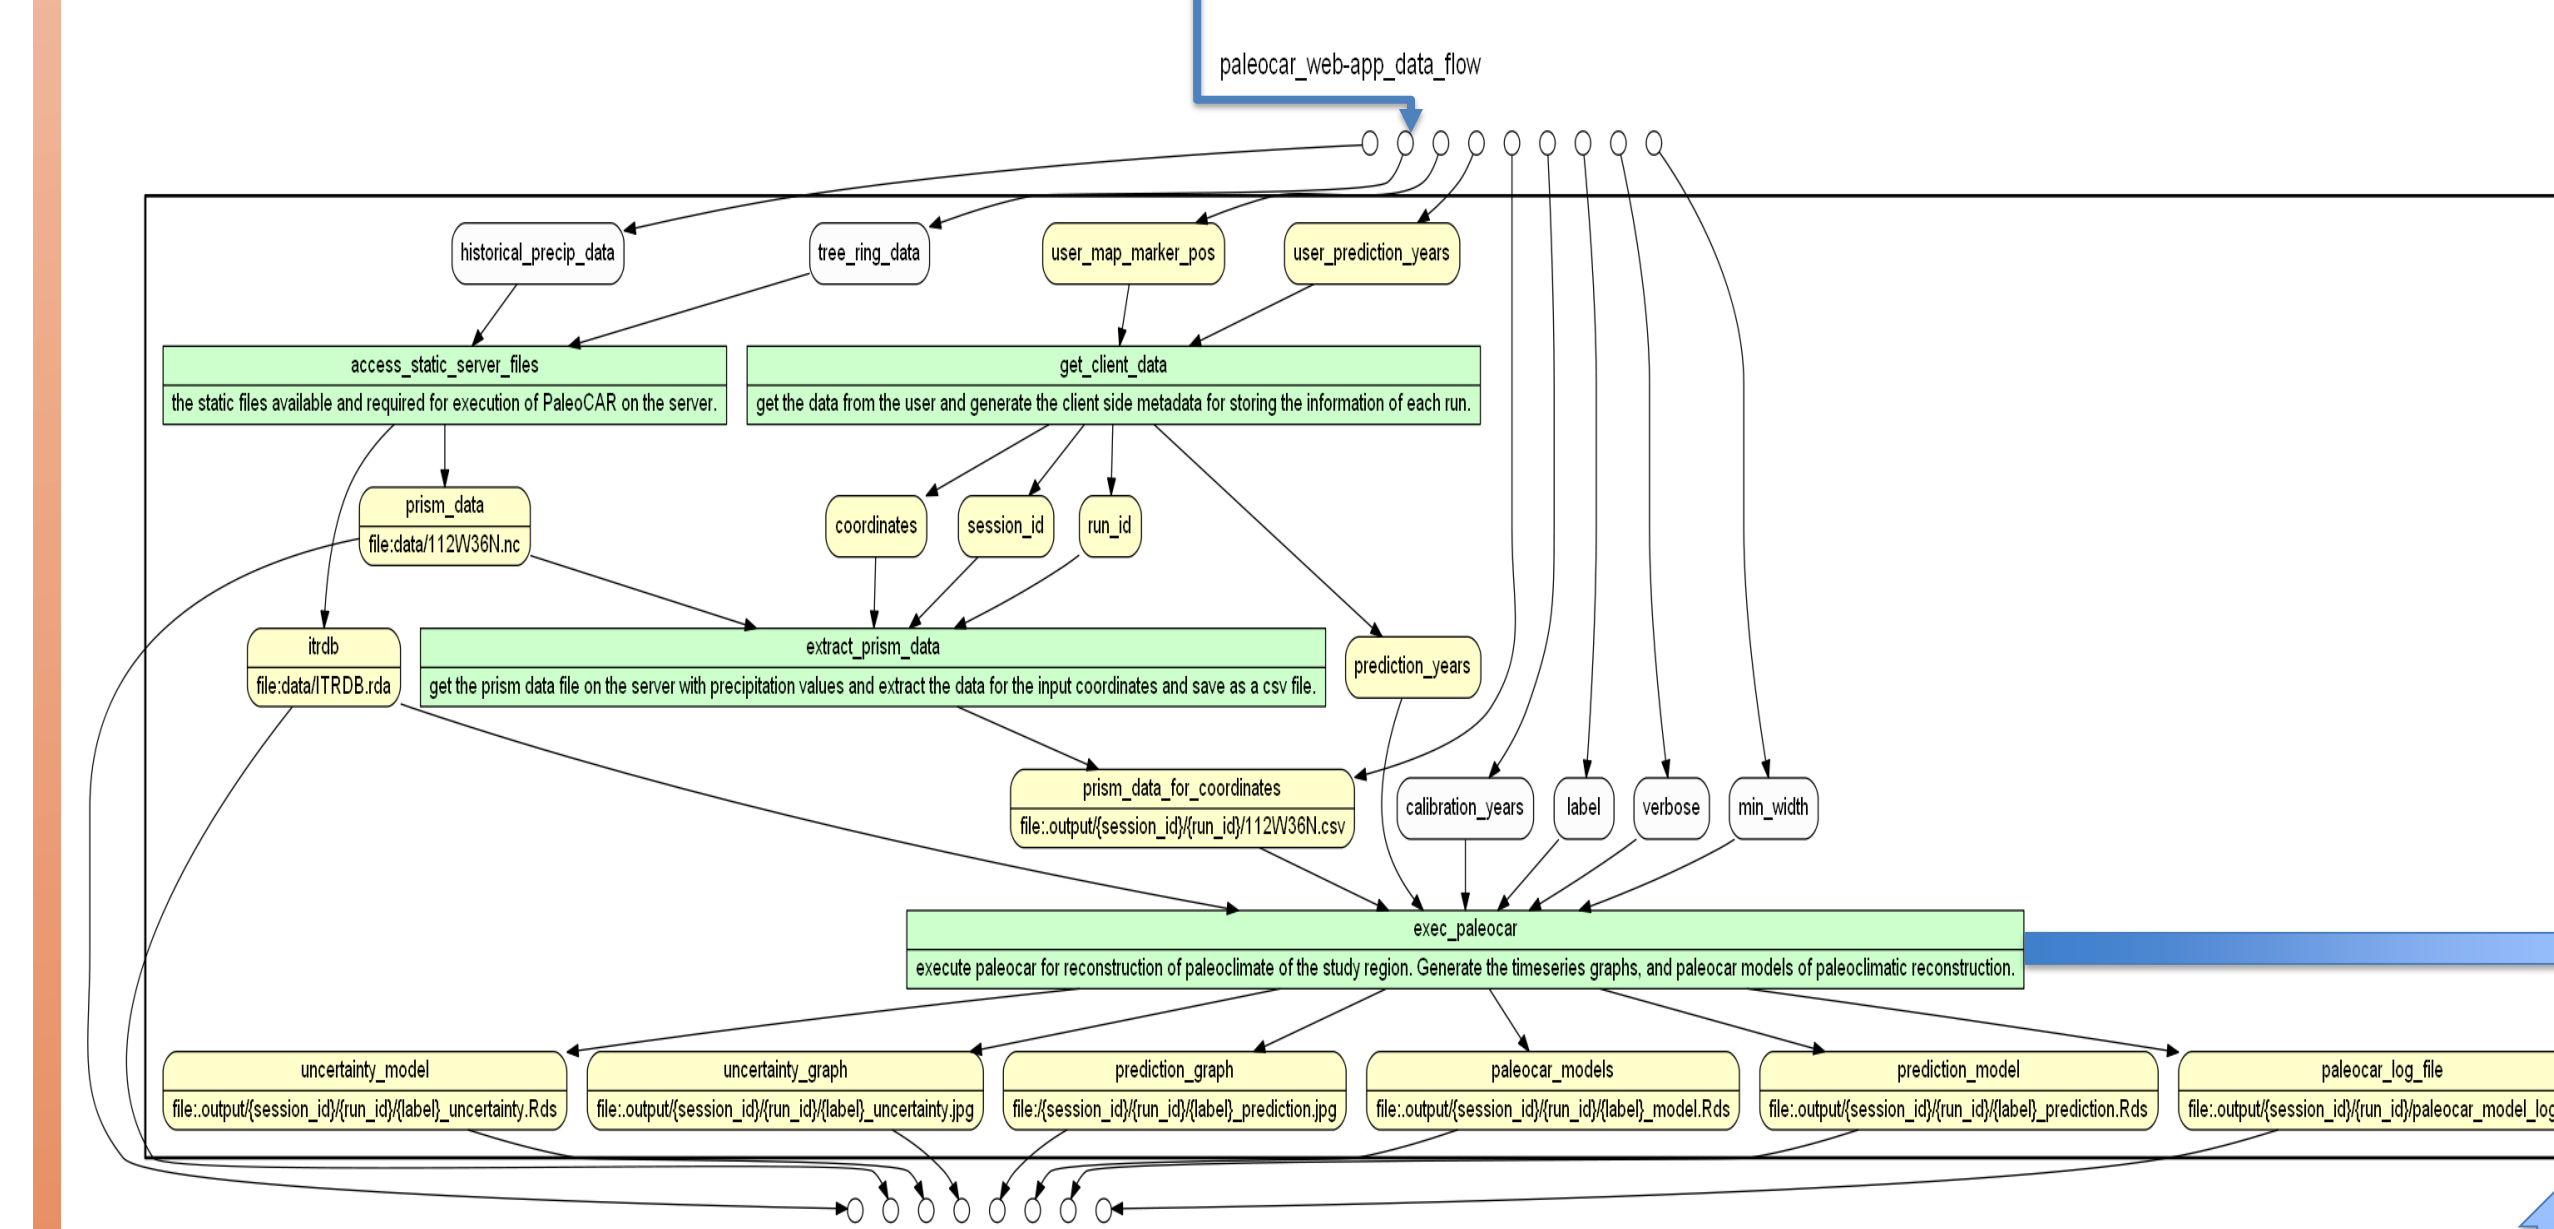 paleocar_web-app_data_flow
historical_precip_data
tree_ring_data
user_map_marker_pos
user_prediction_years
access_static_server_files
the static files available and required for execution of PaleoCAR on the server.
get_client_data
get the data from the user and generate the client side metadata for storing the information of each run.
prism_data
file:data/112W36N.nc
coordinates
session_id
run_id
itrdb
file:data/ITRDB.rda
extract_prism_data
get the prism data file on the server with precipitation values and extract the data for the input coordinates and save as a csv file.
prediction_years
prism_data_for_coordinates
file:.output/{session_id}/{run_id}/112W36N.csv
calibration_years
label
verbose
min_width
exec_paleocar
execute paleocar for reconstruction of paleoclimate of the study region. Generate the timeseries graphs, and paleocar models of paleoclimatic reconstruction.
uncertainty_model
file:.output/{session_id}/{run_id}/{label}_uncertainty.Rds
uncertainty_graph
file:.output/{session_id}/{run_id}/{label}_uncertainty.jpg
prediction_graph
file:/{session_id}/{run_id}/{label}_prediction.jpg
paleocar_models
file:.output/{session_id}/{run_id}/{label}_model.Rds
prediction_model
file:.output/{session_id}/{run_id}/{label}_prediction.Rds
paleocar_log_file
file:.output/{session_id}/{run_id}/paleocar_model_log